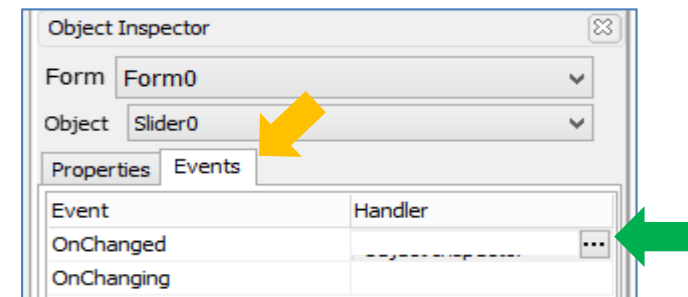 Object Inspector
Form Form0
Object Slider0
Properties Events
Event Handler
OnChanged ...
OnChanging